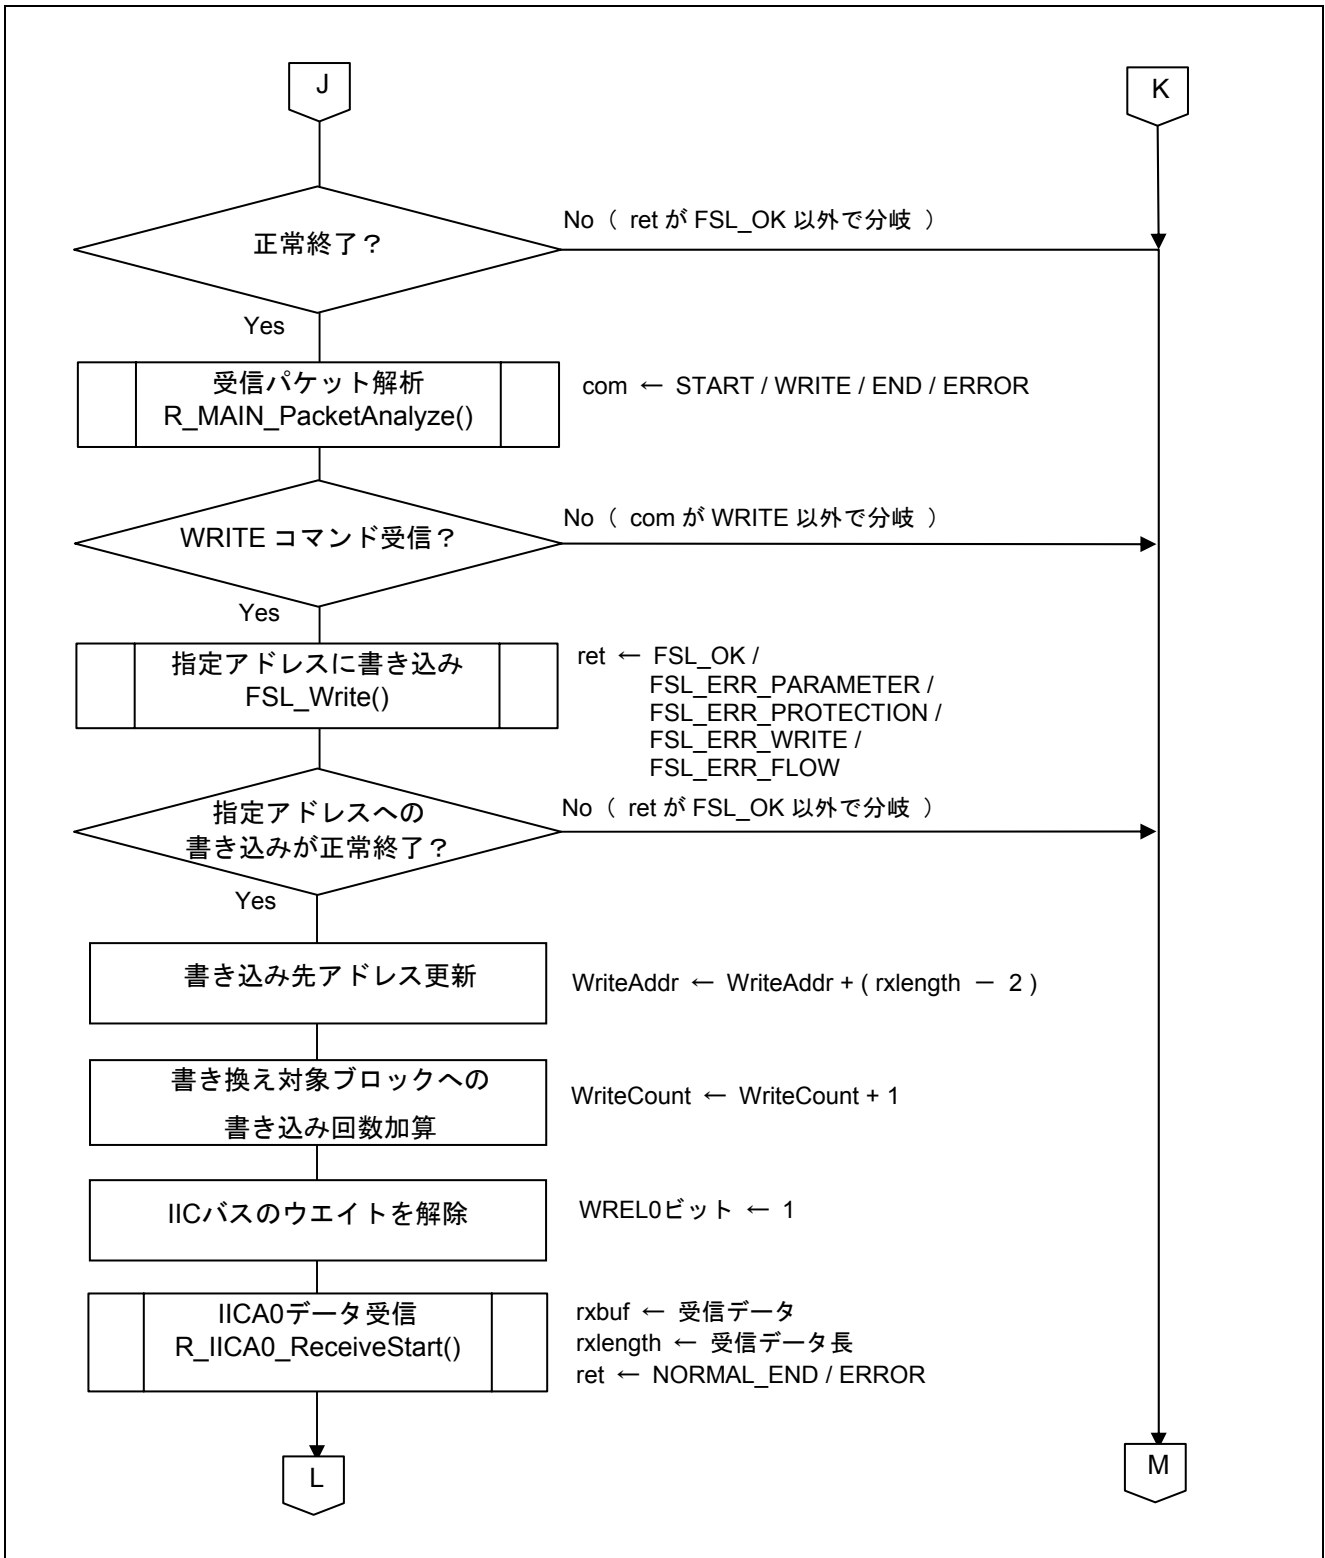 J
K
No（ ret が FSL_OK 以外で分岐 ）
正常終了？
Yes
受信パケット解析
R_MAIN_PacketAnalyze()
com ← START / WRITE / END / ERROR
No（ com が WRITE 以外で分岐 ）
WRITE コマンド受信？
Yes
指定アドレスに書き込み
FSL_Write()
ret ← FSL_OK /
FSL_ERR_PARAMETER /
FSL_ERR_PROTECTION /
FSL_ERR_WRITE /
FSL_ERR_FLOW
No（ ret が FSL_OK 以外で分岐 ）
指定アドレスへの
書き込みが正常終了？
Yes
書き込み先アドレス更新
WriteAddr ← WriteAddr + ( rxlength － 2 )
書き換え対象ブロックへの
書き込み回数加算
WriteCount ← WriteCount + 1
IICバスのウエイトを解除
WREL0ビット ← 1
IICA0データ受信
R_IICA0_ReceiveStart()
rxbuf ← 受信データ
rxlength ← 受信データ長
ret ← NORMAL_END / ERROR
L
M